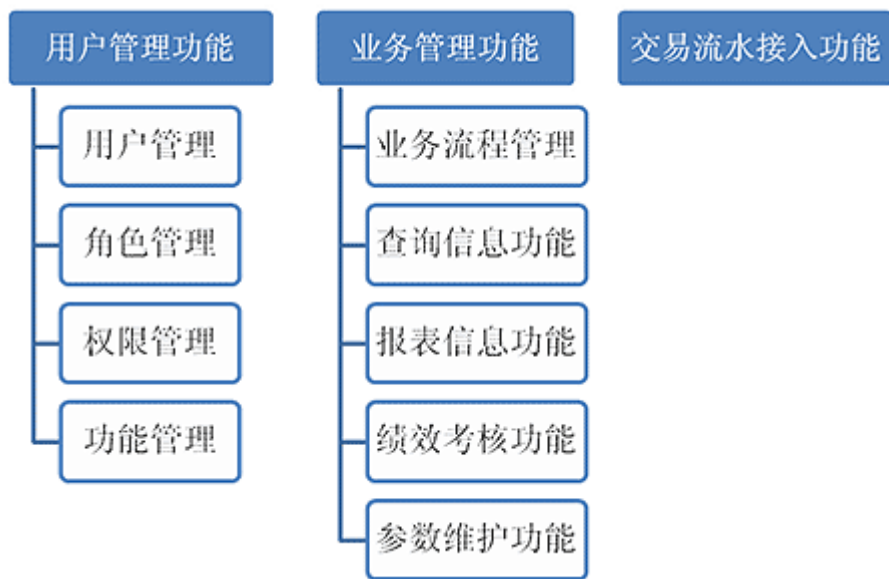 用户管理功能
用户管理
角色管理
权限管理
功能管理
业务管理功能
业务流程管理
查询信息功能
报表信息功能
绩效考核功能
参数维护功能
交易流水接入功能